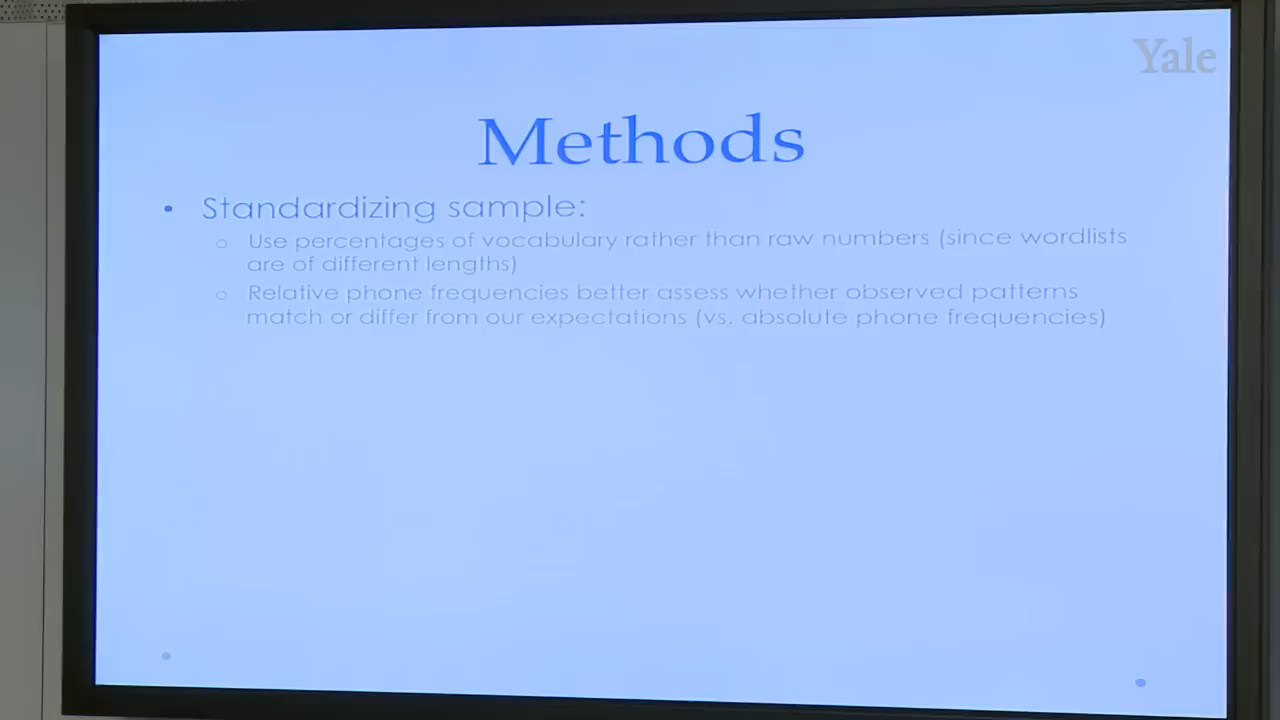 Yale
Methods
• Standardizing sample:
o Use percentages of vocabulary rather than raw numbers (since wordlists
are of different lengths)
o Relative phone frequencies better assess whether observed patterns
match or differ from our expectations (vs. absolute phone frequencies)